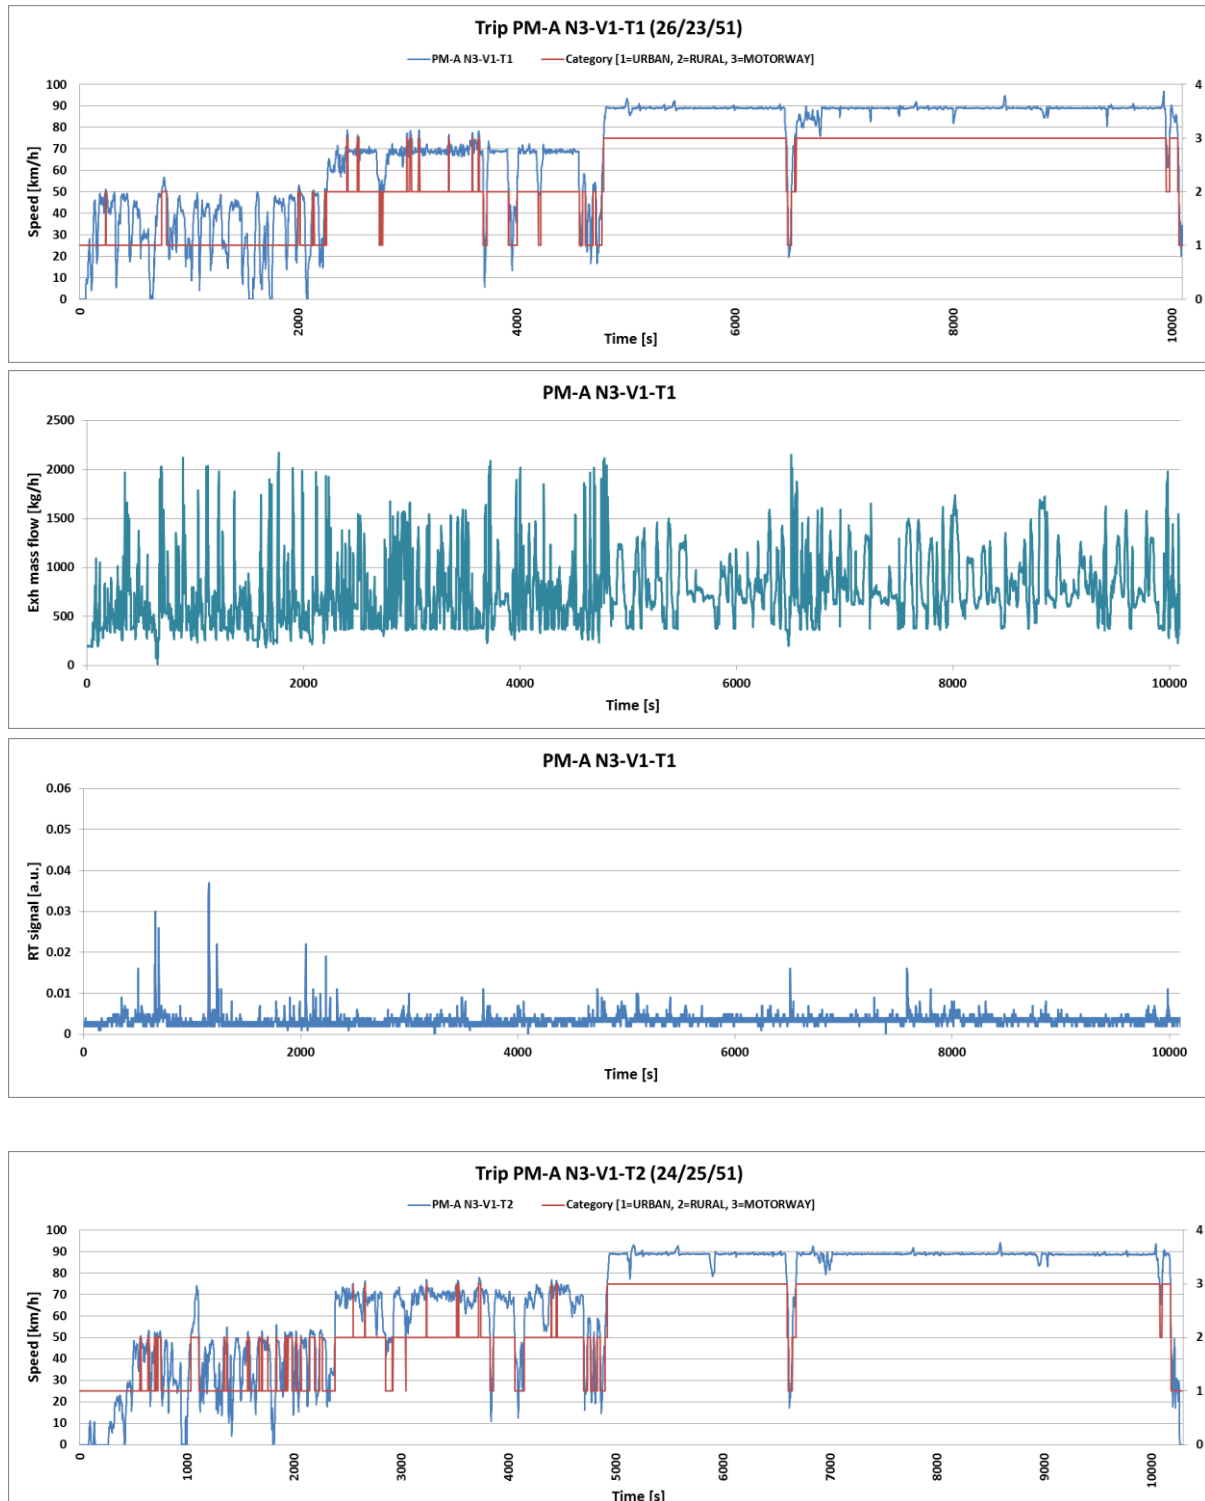 Trip PM-A N3-V1-T1 (26/23/51)
PM-A N3-V1-T1 Category [1=URBAN, 2=RURAL, 3=MOTORWAY]
100 4
90
80
70 3
60
50 2
40
30 1
20
10
0 0
Speed [km/h]
0 2000 4000 6000 8000 10000
Time [s]
PM-A N3-V1-T1
2500
2000
1500
1000
500
0
Exh mass flow [kg/h]
0 2000 4000 6000 8000 10000
Time [s]
PM-A N3-V1-T1
0.06
0.05
0.04
0.03
0.02
0.01
0
RT signal [a.u.]
0 2000 4000 6000 8000 10000
Time [s]
Trip PM-A N3-V1-T2 (24/25/51)
PM-A N3-V1-T2 Category [1=URBAN, 2=RURAL, 3=MOTORWAY]
100 4
90
80
70 3
60
50 2
40
30 1
20
10
0 0
Speed [km/h]
0 1000 2000 3000 4000 5000 6000 7000 8000 9000 10000
Time [s]